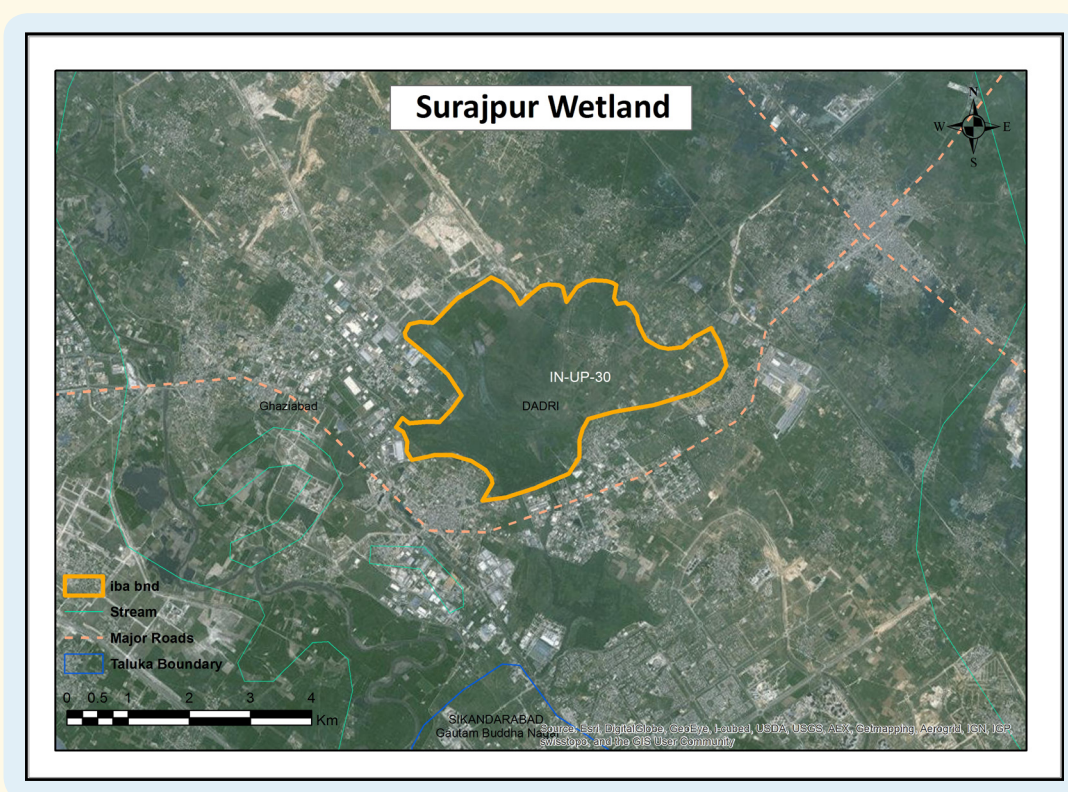 Surajpur Wetland
N
W E
S
IN-UP-30
DADRI
Ghaziabad
iba bnd
Stream
Major Roads
Taluka Boundary
0 0.5 1 2 3 4
Km
SIKANDARABAD
Gautam Buddha Nagar
Source: Esri, DigitalGlobe, GeoEye, i-cubed, USDA, USGS, AEX, Getmapping, Aerogrid, IGN, IGP,
swisstopo, and the GIS User Community